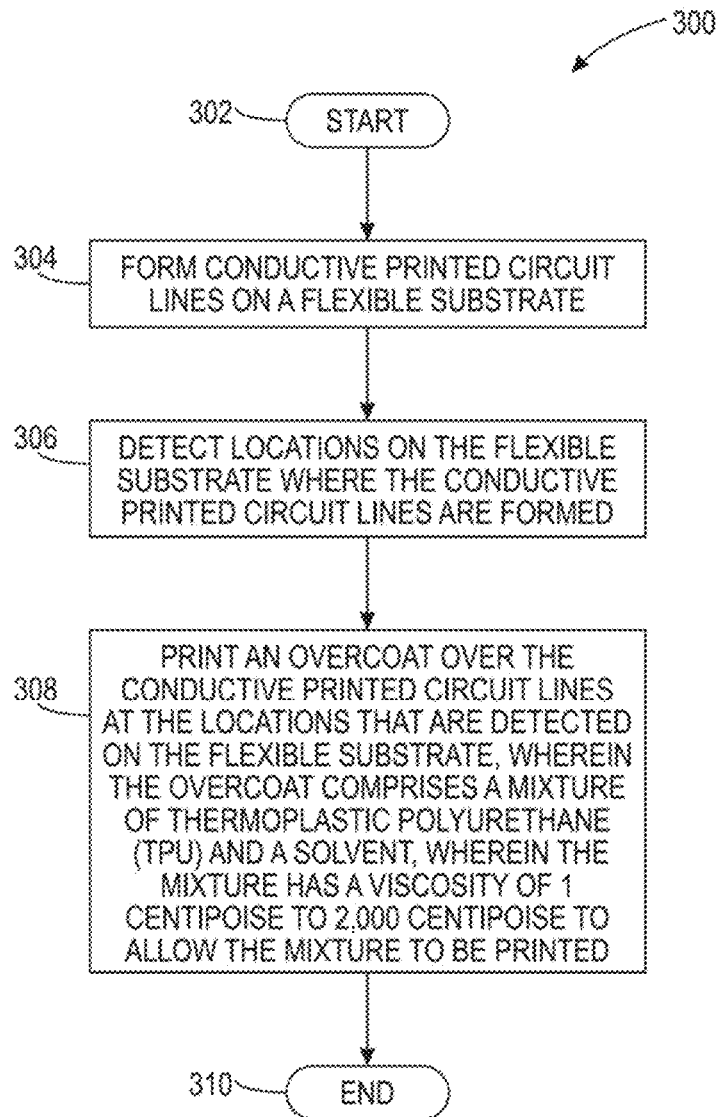 300
302
START
304
FORM CONDUCTIVE PRINTED CIRCUIT
LINES ON A FLEXIBLE SUBSTRATE
306
DETECT LOCATIONS ON THE FLEXIBLE
SUBSTRATE WHERE THE CONDUCTIVE
PRINTED CIRCUIT LINES ARE FORMED
308
PRINT AN OVERCOAT OVER THE
CONDUCTIVE PRINTED CIRCUIT LINES
AT THE LOCATIONS THAT ARE DETECTED
ON THE FLEXIBLE SUBSTRATE, WHEREIN
THE OVERCOAT COMPRISES A MIXTURE
OF THERMOPLASTIC POLYURETHANE
(TPU) AND A SOLVENT, WHEREIN THE
MIXTURE HAS A VISCOSITY OF 1
CENTIPOISE TO 2,000 CENTIPOISE TO
ALLOW THE MIXTURE TO BE PRINTED
310
END